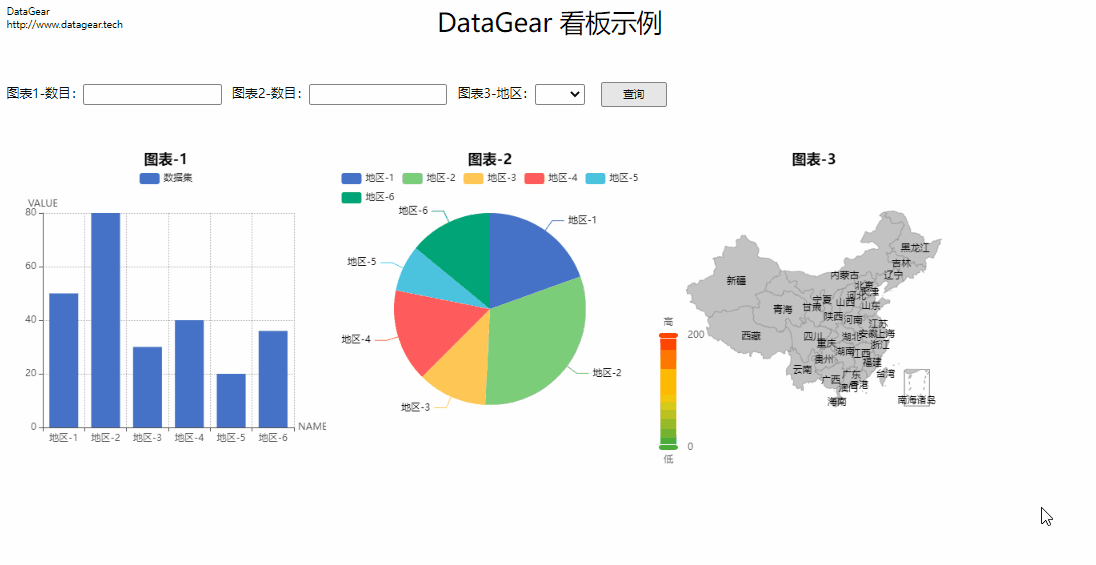 DataGear
http://www.datagear.tech
DataGear 看板示例
图表1-数目: 图表2-数目: 图表3-地区: 查询
图表-1
数据集
VALUE
80
60
40
20
0
地区-1 地区-2 地区-3 地区-4 地区-5 地区-6
NAME
图表-2
地区-1 地区-2 地区-3 地区-4 地区-5
地区-6
地区-6
地区-1
地区-5
地区-4
地区-2
地区-3
图表-3
高
200
0
低
黑龙江
吉林
辽宁
内蒙古
新疆
北京
天津
河北
宁夏
山西
山东
甘肃
青海
陕西
河南
江苏
西藏
四川
湖北
安徽
上海
重庆
浙江
湖南
江西
贵州
福建
云南
广东
台湾
广西
香港
澳门
海南
南海诸岛